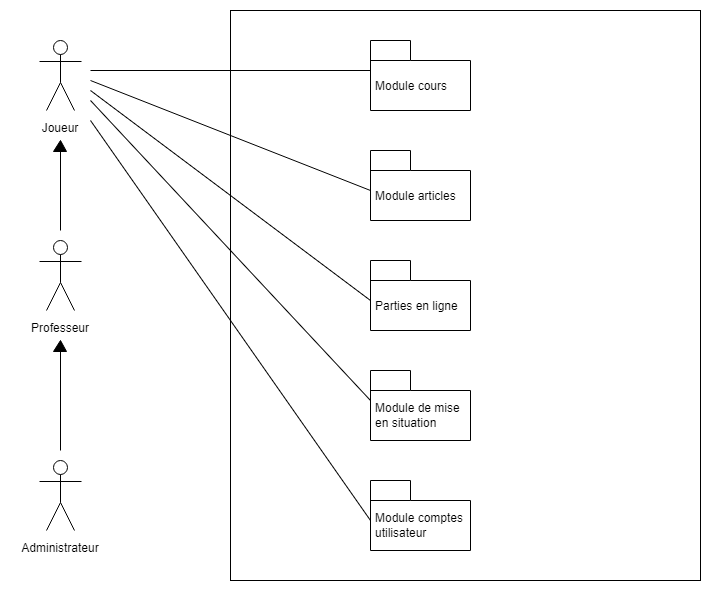 Joueur
Module cours
Module articles
Professeur
Parties en ligne
Module de mise
en situation
Administrateur
Module comptes
utilisateur